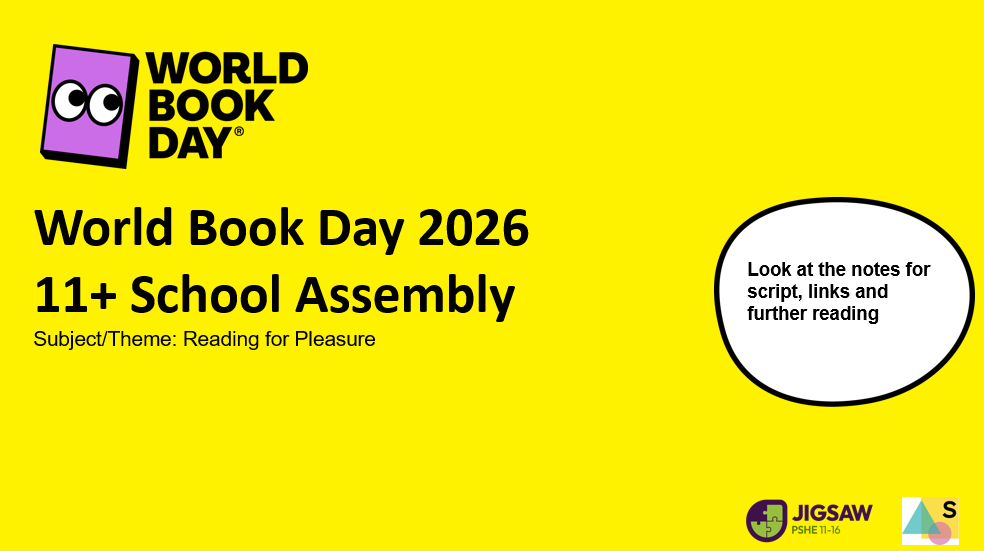 WORLD
BOOK
DAY®
World Book Day 2026
11+ School Assembly
Subject/Theme: Reading for Pleasure
Look at the notes for
script, links and
further reading
JIGSAW
PSHE 11-16
S